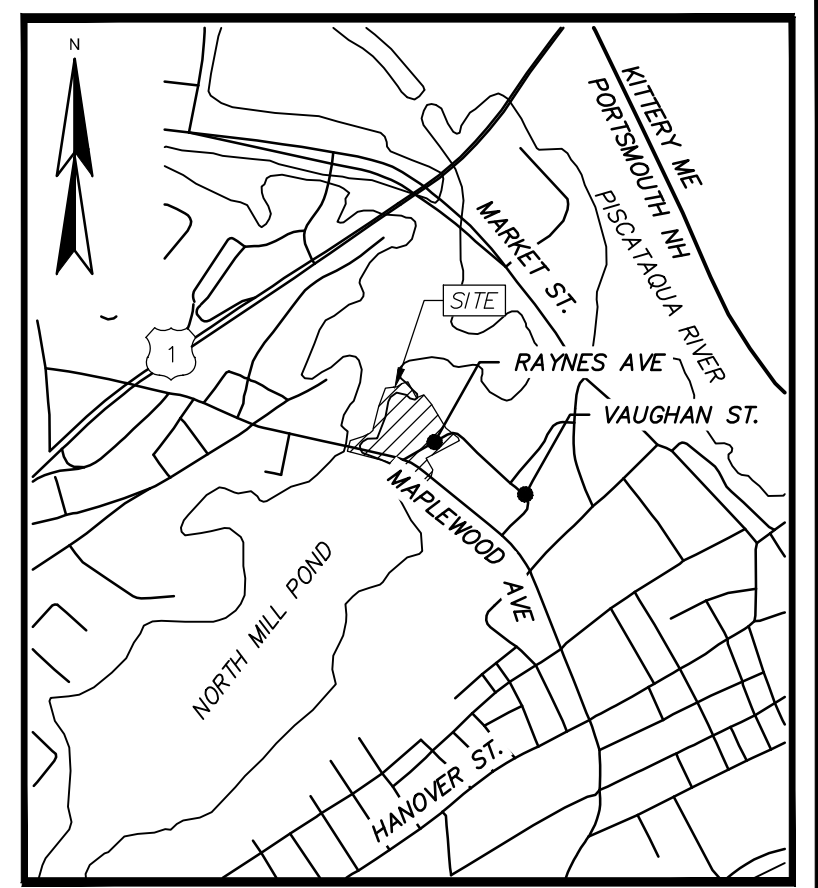 N
KITTERY ME
PORTSMOUTH NH
PISCATAQUA RIVER
MARKET ST.
SITE
1
RAYNES AVE
VAUGHAN ST.
MAPLEWOOD AVE
NORTH MILL POND
HANOVER ST.